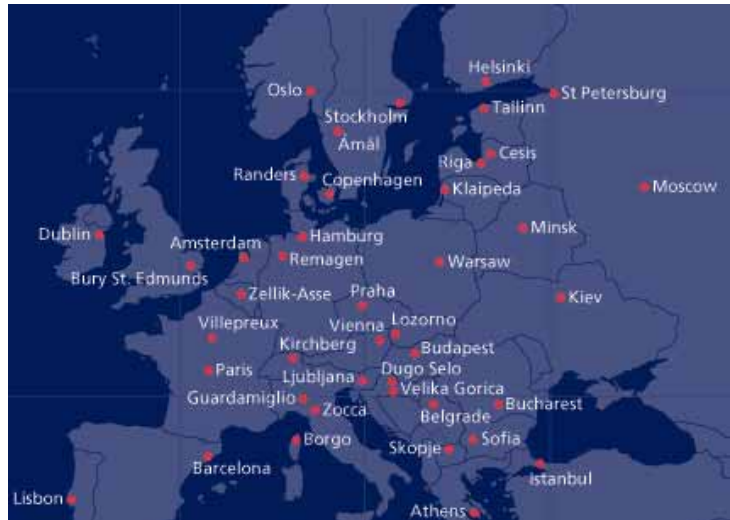 Helsinki
Oslo
St Petersburg
Stockholm
Tallinn
Åmål
Riga
Cesis
Randers
Copenhagen
Klaipeda
Moscow
Dublin
Amsterdam
Hamburg
Minsk
Bury St. Edmunds
Remagen
Warsaw
Zellik-Asse
Praha
Kiev
Villepreux
Vienna
Lozorno
Kirchberg
Budapest
Paris
Ljubljana
Dugo Selo
Guardamiglio
Velika Gorica
Zocca
Belgrade
Bucharest
Borgo
Skopje
Sofia
Barcelona
Istanbul
Lisbon
Athens